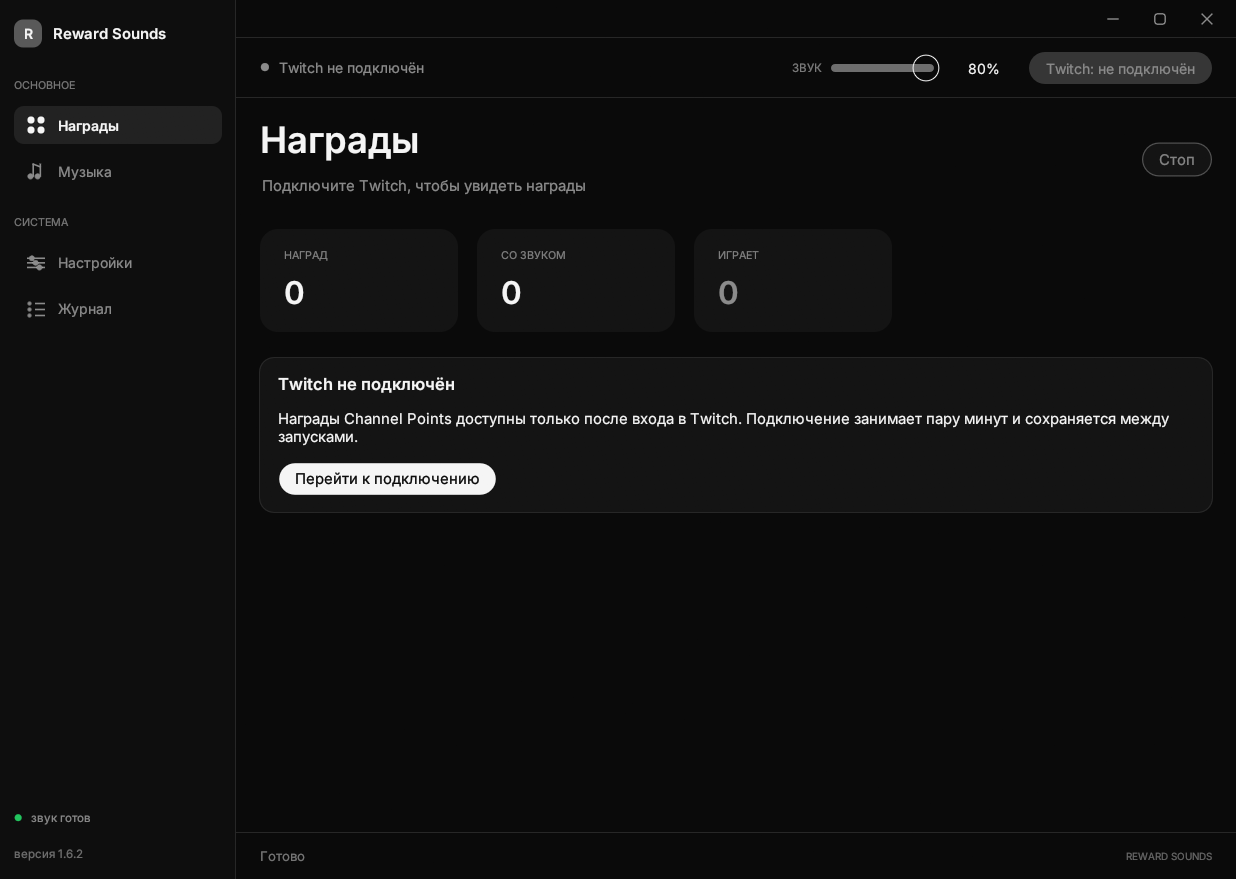 R Reward Sounds
ОСНОВНОЕ
Награды
Музыка
СИСТЕМА
Настройки
Журнал
звук готов
версия 1.6.2
Twitch не подключён
ЗВУК
80%
Twitch: не подключён
Награды
Подключите Twitch, чтобы увидеть награды
Стоп
НАГРАД
0
СО ЗВУКОМ
0
ИГРАЕТ
0
Twitch не подключён
Награды Channel Points доступны только после входа в Twitch. Подключение занимает пару минут и сохраняется между
запусками.
Перейти к подключению
Готово
REWARD SOUNDS